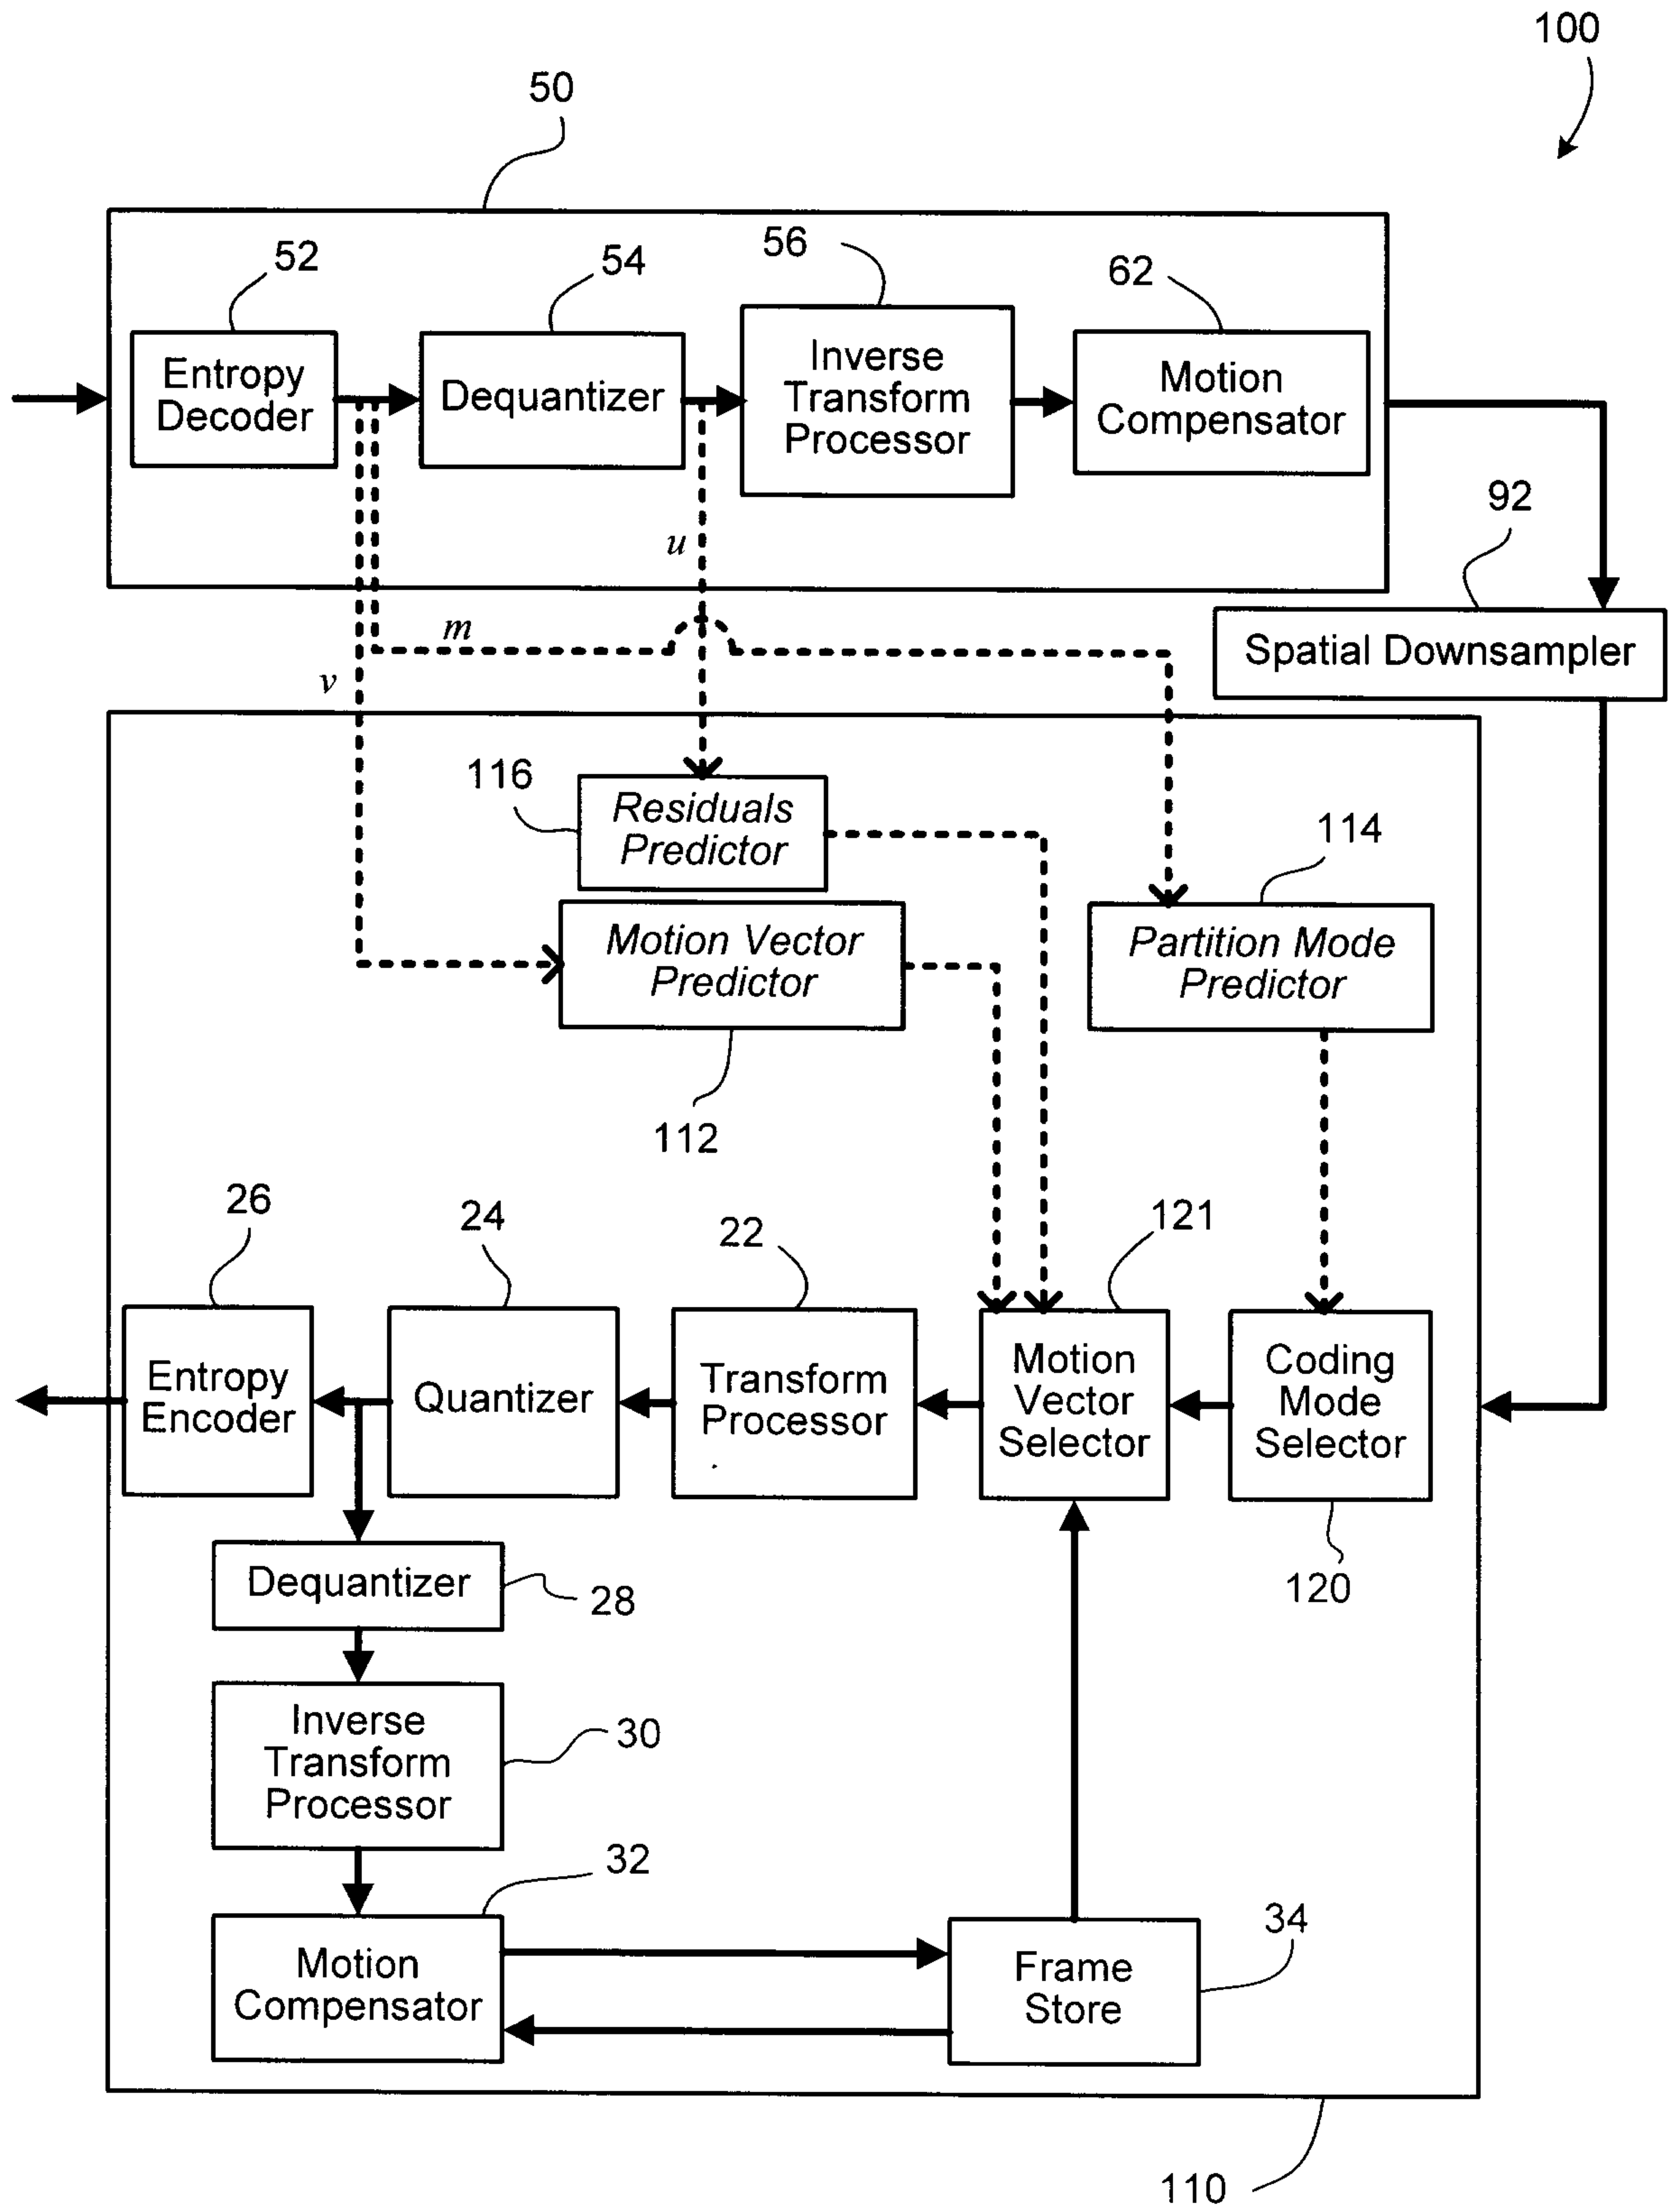 100
50
52
54
56
62
Entropy
Decoder
Dequantizer
Inverse
Transform
Processor
Motion
Compensator
92
u
m
v
Spatial Downsampler
116
Residuals
Predictor
114
Motion Vector
Predictor
Partition Mode
Predictor
112
26
24
22
121
Entropy
Encoder
Quantizer
Transform
Processor
Motion
Vector
Selector
Coding
Mode
Selector
120
Dequantizer
28
Inverse
Transform
Processor
30
32
Motion
Compensator
Frame
Store
34
110